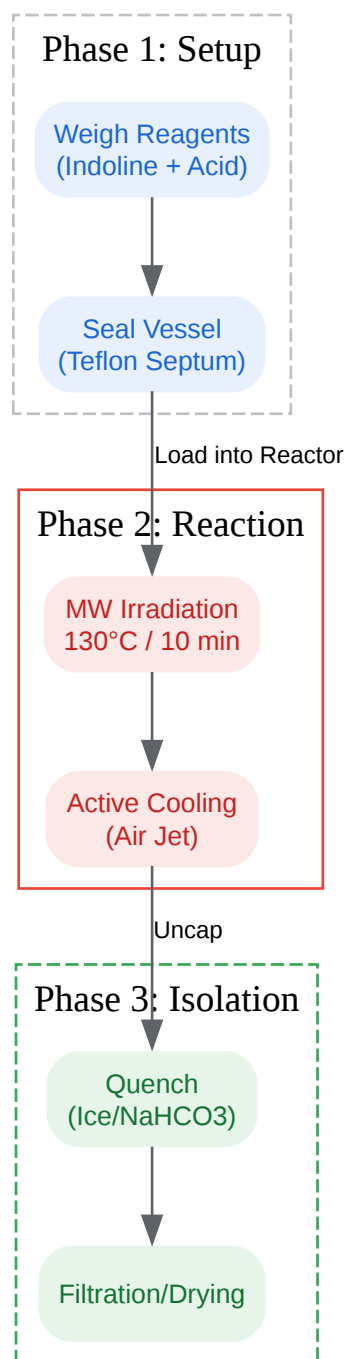 Phase 1: Setup
Weigh Reagents
(Indoline + Acid)
Seal Vessel
(Teflon Septum)
Load into Reactor
Phase 2: Reaction
MW Irradiation
130°C / 10 min
Active Cooling
(Air Jet)
Uncap
Phase 3: Isolation
Quench
(Ice/NaHCO3)
Filtration/Drying